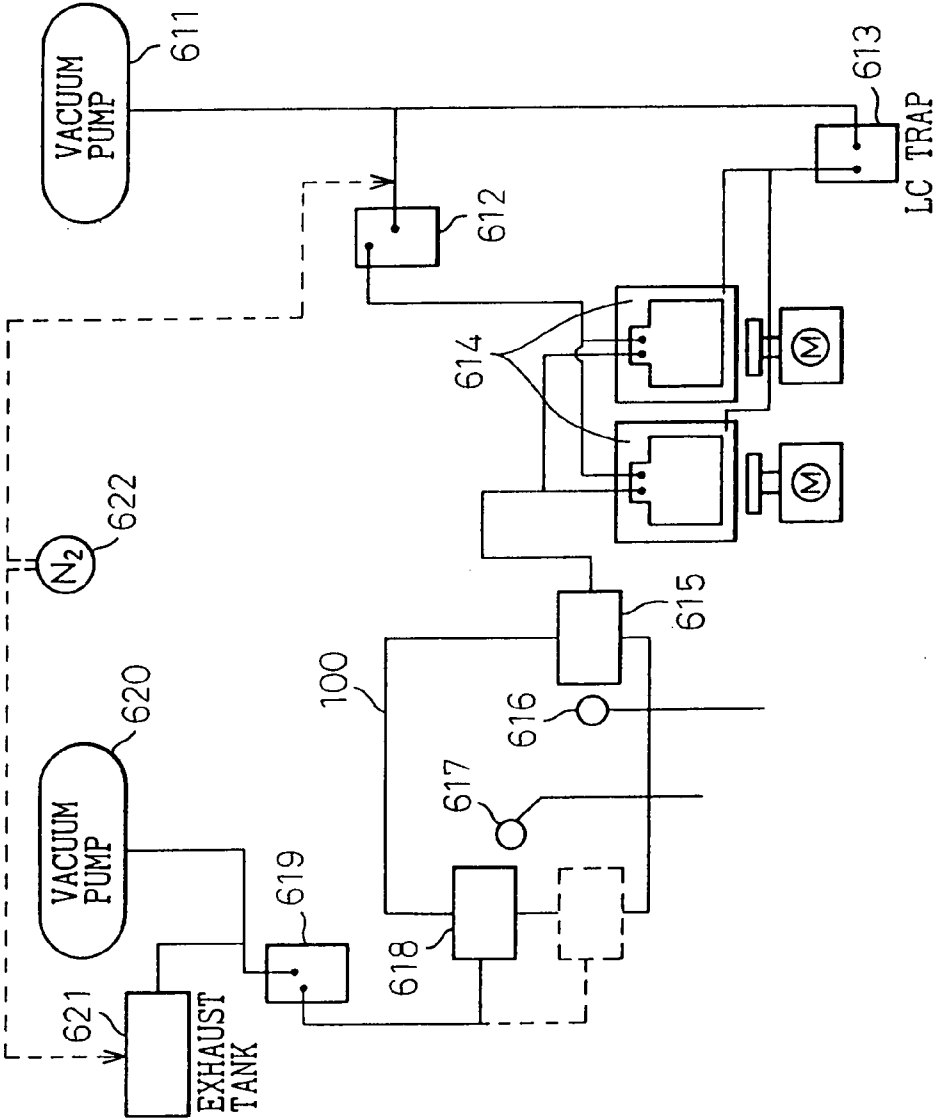 621
EXHAUST
TANK
VACUUM
PUMP
620
N2
622
VACUUM
PUMP
611
619
100
618
617
614
612
616
615
M
M
613
LC TRAP